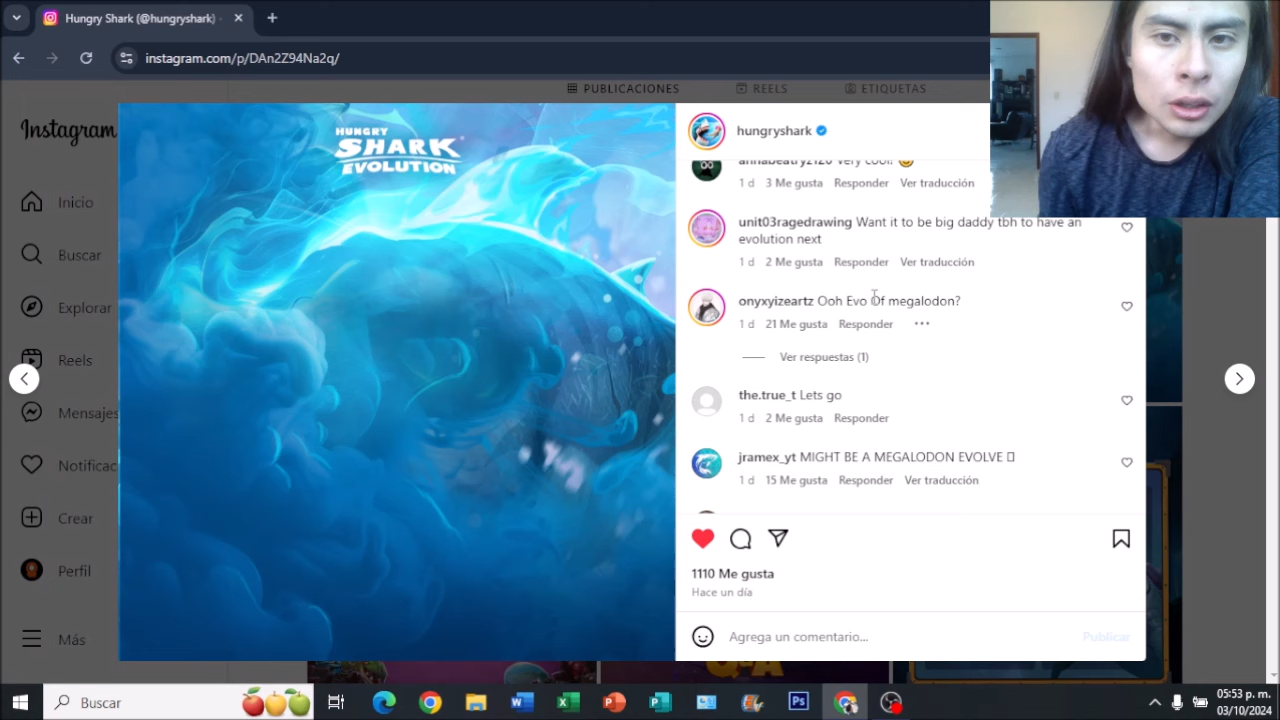 Hungry Shark (@hungryshark)
instagram.com/p/DAn2Z94Na2q/
PUBLICACIONES
REELS
ETIQUETAS
Instagram
Inicio
Buscar
Explorar
Reels
Mensajes
Notificac
Crear
Perfil
Más
HUNGRY
SHARK
EVOLUTION
hungryshark
annabeatry2120 Very cool!
1 d 3 Me gusta Responder Ver traducción
unit03ragedrawing Want it to be big daddy tbh to have an
evolution next
1 d 2 Me gusta Responder Ver traducción
onyxyizeartz Ooh Evo Of megalodon?
1 d 21 Me gusta Responder ...
Ver respuestas (1)
the.true_t Lets go
1 d 2 Me gusta Responder
jramex_yt MIGHT BE A MEGALODON EVOLVE
1 d 15 Me gusta Responder Ver traducción
1110 Me gusta
Hace un día
Agrega un comentario...
Publicar
Q&A
Buscar
05:53 p. m.
03/10/2024